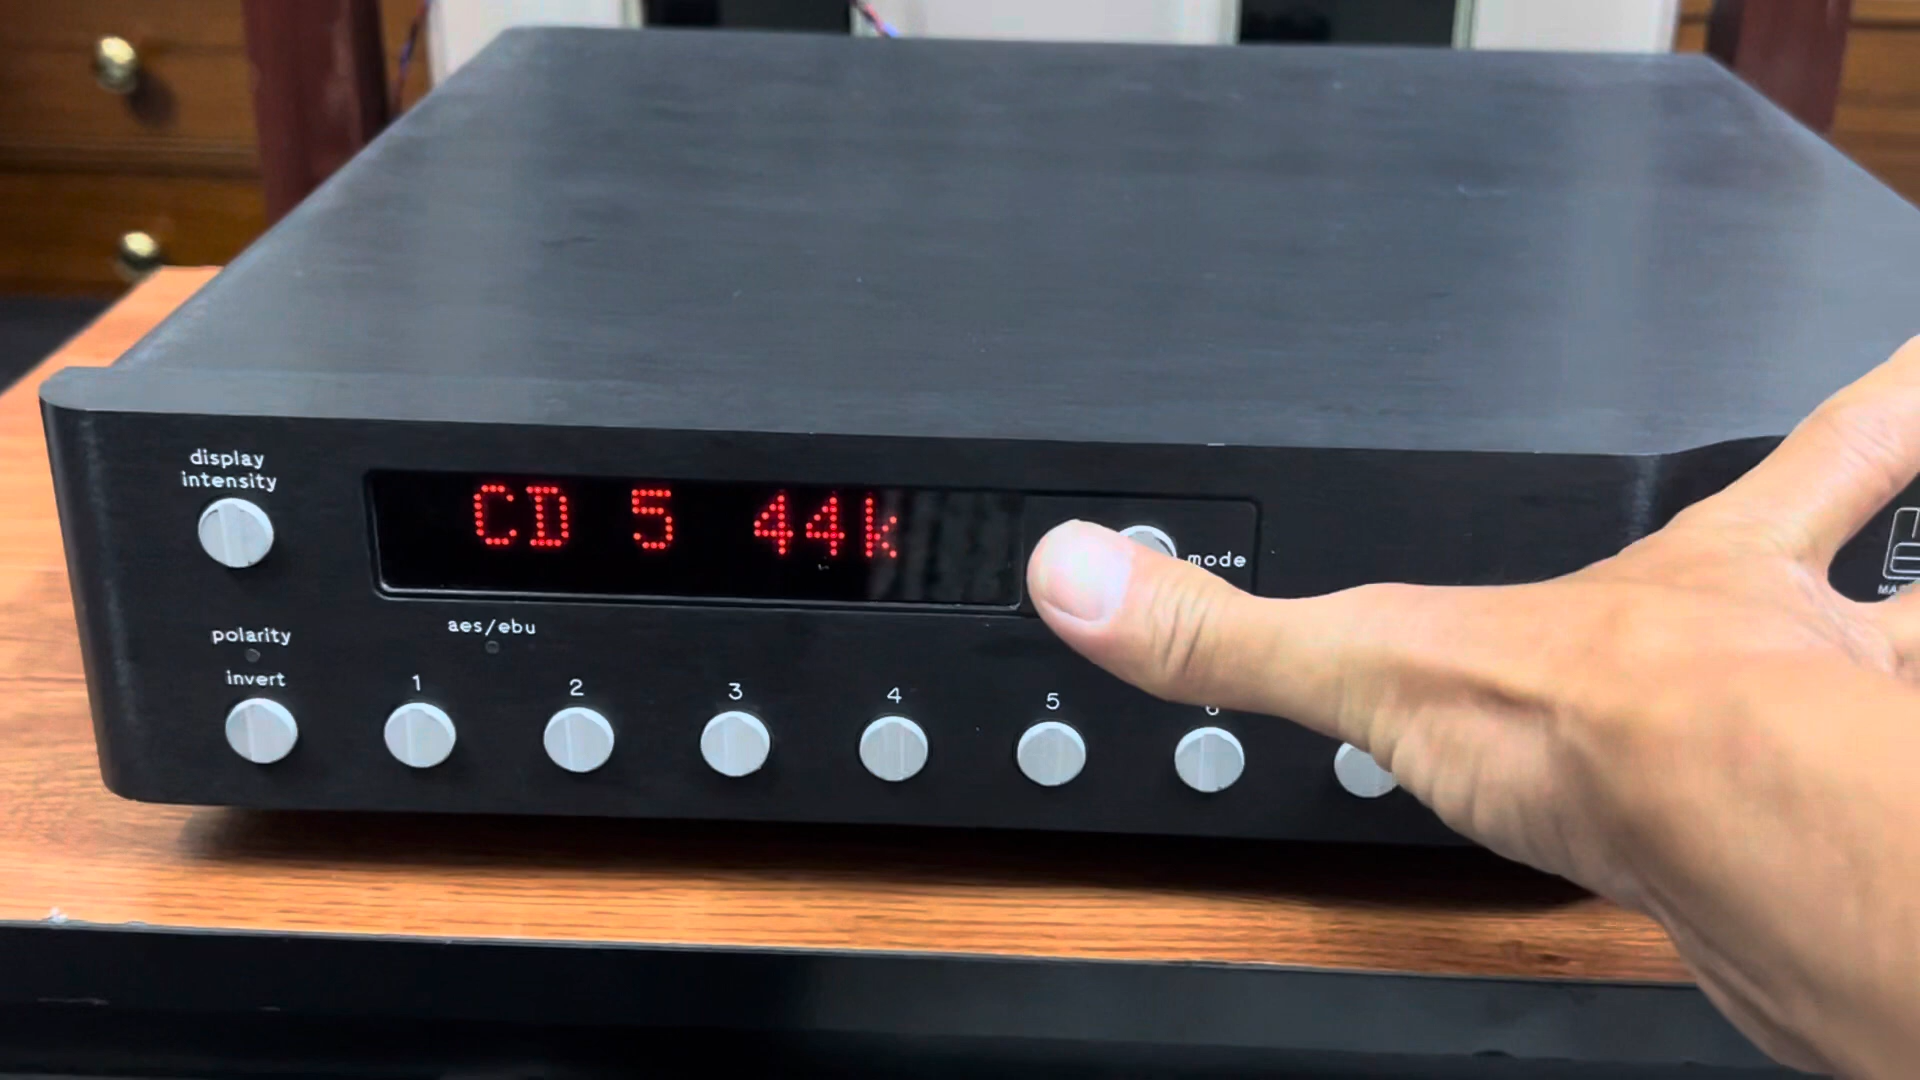 display
intensity
CD 5 44k
mode
aes/ebu
polarity
invert
1
2
3
4
5